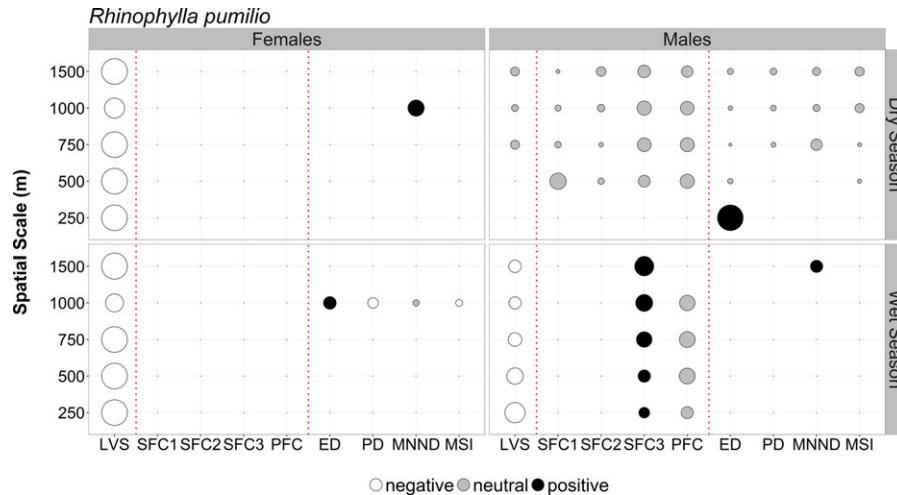 Rhinophylla pumilio
Females Males
1500
1000
750
500
250
Dry Season
1500
1000
750
500
250
Wet Season
Spatial Scale (m)
LVS SFC1 SFC2 SFC3 PFC ED PD MNND MSI LVS SFC1 SFC2 SFC3 PFC ED PD MNND MSI
negative neutral positive